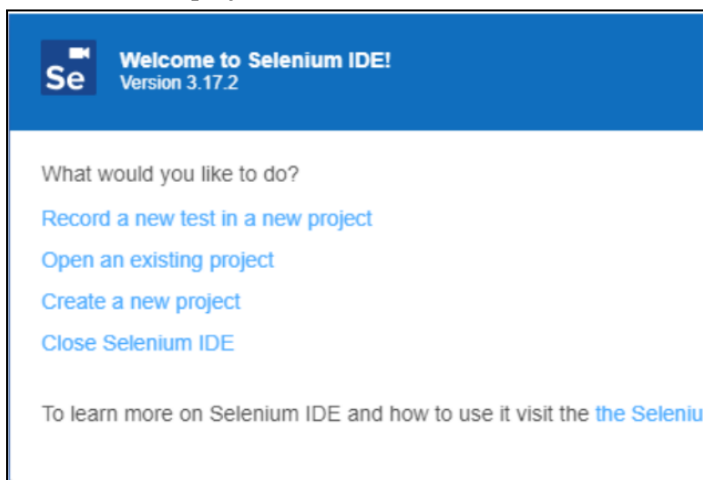 Se
Welcome to Selenium IDE!
Version 3.17.2
What would you like to do?
Record a new test in a new project
Open an existing project
Create a new project
Close Selenium IDE
To learn more on Selenium IDE and how to use it visit the the Seleniu